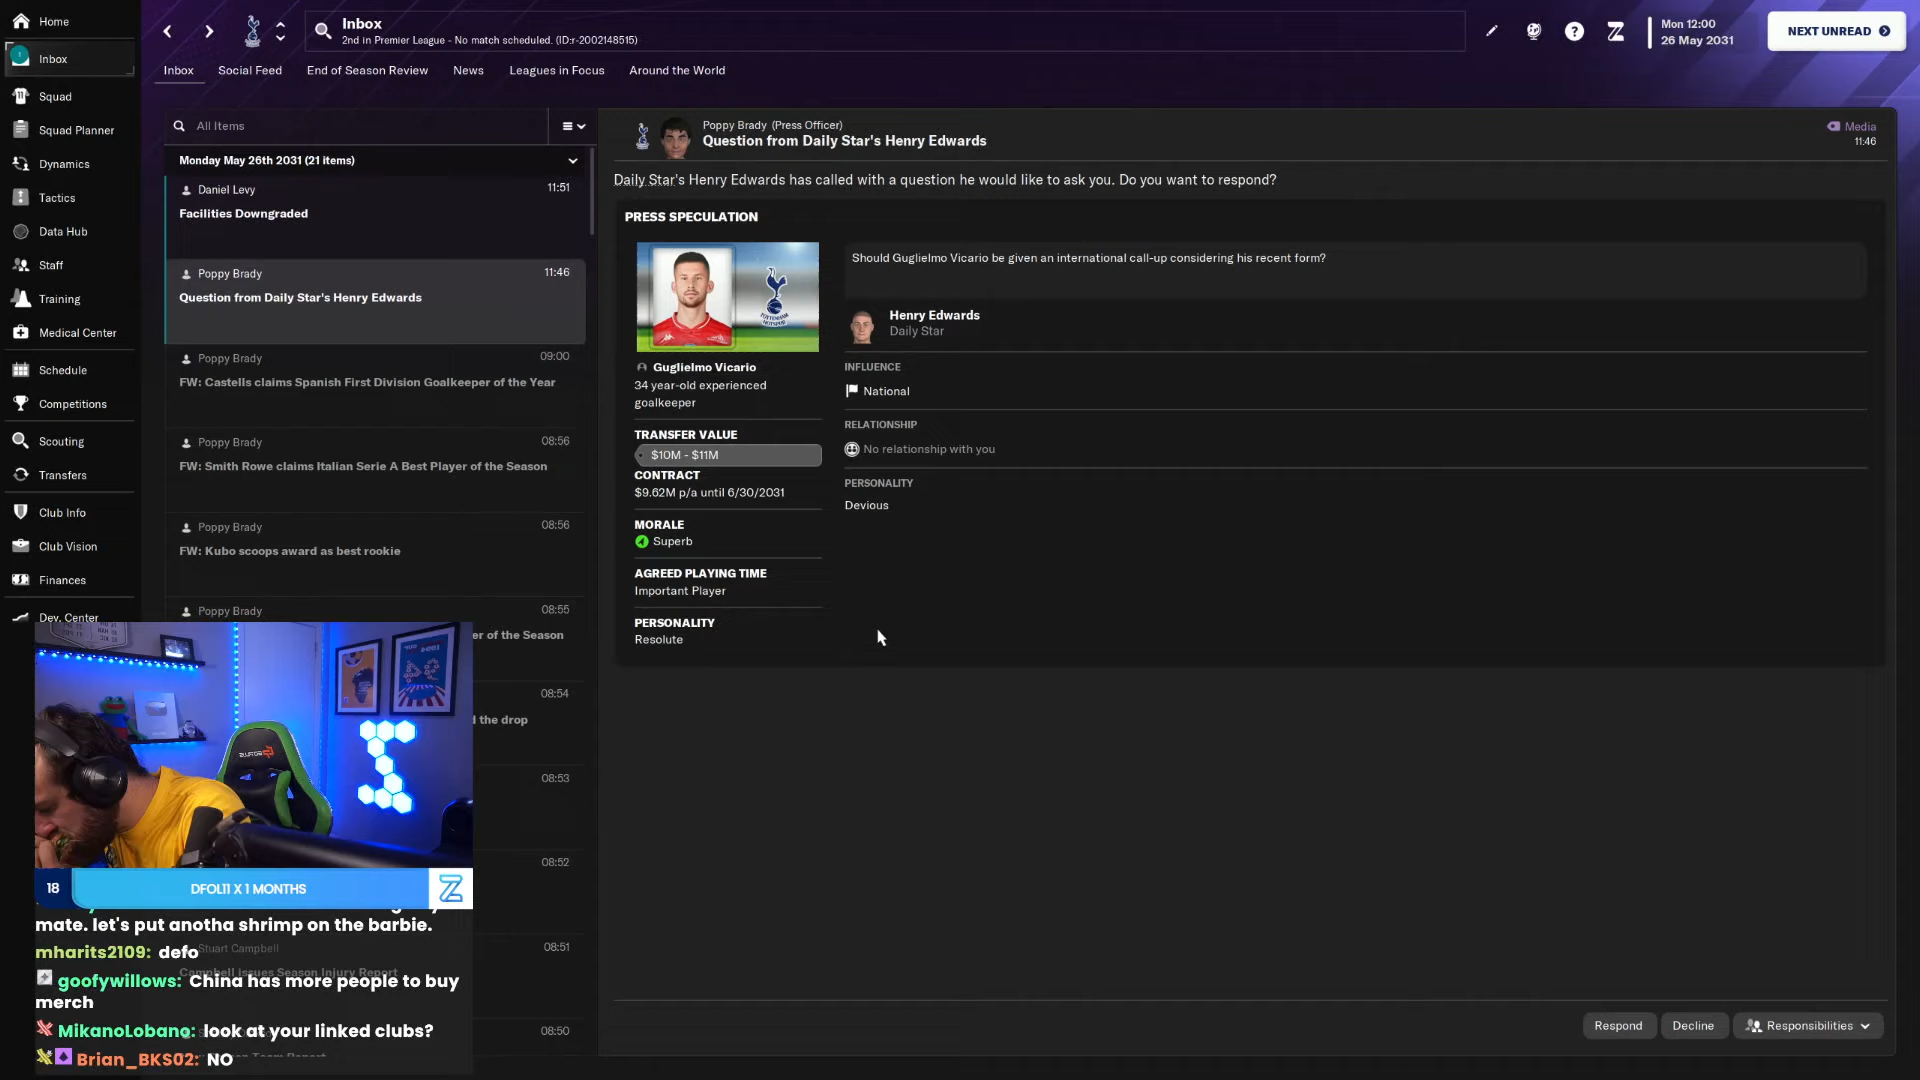 Home
Inbox
Squad
Squad Planner
Dynamics
Tactics
Data Hub
Staff
Training
Medical Center
Schedule
Competitions
Scouting
Transfers
Club Info
Club Vision
Finances
Dev. Center
Inbox
2nd in Premier League - No match scheduled. (ID:r-2002148515)
Mon 12:00
26 May 2031
NEXT UNREAD
Inbox
Social Feed
End of Season Review
News
Leagues in Focus
Around the World
All Items
Monday May 26th 2031 (21 items)
Daniel Levy
11:51
Facilities Downgraded
Poppy Brady
11:46
Question from Daily Star's Henry Edwards
Poppy Brady
09:00
FW: Castells claims Spanish First Division Goalkeeper of the Year
Poppy Brady
08:56
FW: Smith Rowe claims Italian Serie A Best Player of the Season
Poppy Brady
08:56
FW: Kubo scoops award as best rookie
Poppy Brady
08:55
er of the Season
08:54
the drop
08:53
08:52
Stuart Campbell
08:51
Campbell issues Season Injury Report
08:50
Team Report
Poppy Brady (Press Officer)
Question from Daily Star's Henry Edwards
Media
11:46
Daily Star's Henry Edwards has called with a question he would like to ask you. Do you want to respond?
PRESS SPECULATION
TOTTENHAM
HOTSPUR
Guglielmo Vicario
34 year-old experienced
goalkeeper
TRANSFER VALUE
$10M - $11M
CONTRACT
$9.62M p/a until 6/30/2031
MORALE
Superb
AGREED PLAYING TIME
Important Player
PERSONALITY
Resolute
Should Guglielmo Vicario be given an international call-up considering his recent form?
Henry Edwards
Daily Star
INFLUENCE
National
RELATIONSHIP
No relationship with you
PERSONALITY
Devious
Respond
Decline
Responsibilities
18
DFOL11 X 1 MONTHS
mate. let's put anotha shrimp on the barbie.
mharits2109: defo
goofywillows: China has more people to buy
merch
MikanoLobano: look at your linked clubs?
Brian_BKS02: NO